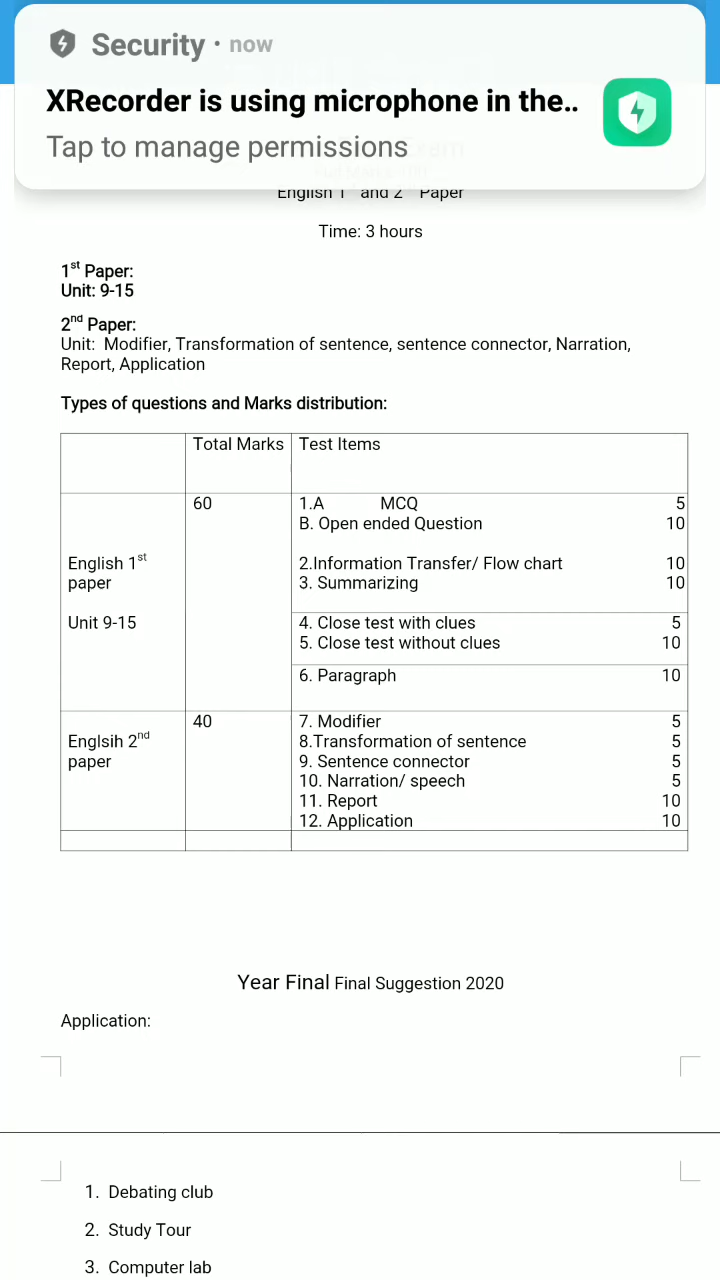 Security · now
XRecorder is using microphone in the..
Tap to manage permissions
English 1 and 2 Paper
Time: 3 hours
1st Paper:
Unit: 9-15
2nd Paper:
Unit: Modifier, Transformation of sentence, sentence connector, Narration,
Report, Application
Types of questions and Marks distribution:
Total Marks Test Items
60 1.A MCQ 5
B. Open ended Question 10
English 1st 2.Information Transfer/ Flow chart 10
paper 3. Summarizing 10
Unit 9-15 4. Close test with clues 5
5. Close test without clues 10
6. Paragraph 10
40 7. Modifier 5
Englsih 2nd 8.Transformation of sentence 5
paper 9. Sentence connector 5
10. Narration/ speech 5
11. Report 10
12. Application 10
Year Final Final Suggestion 2020
Application:
1. Debating club
2. Study Tour
3. Computer lab